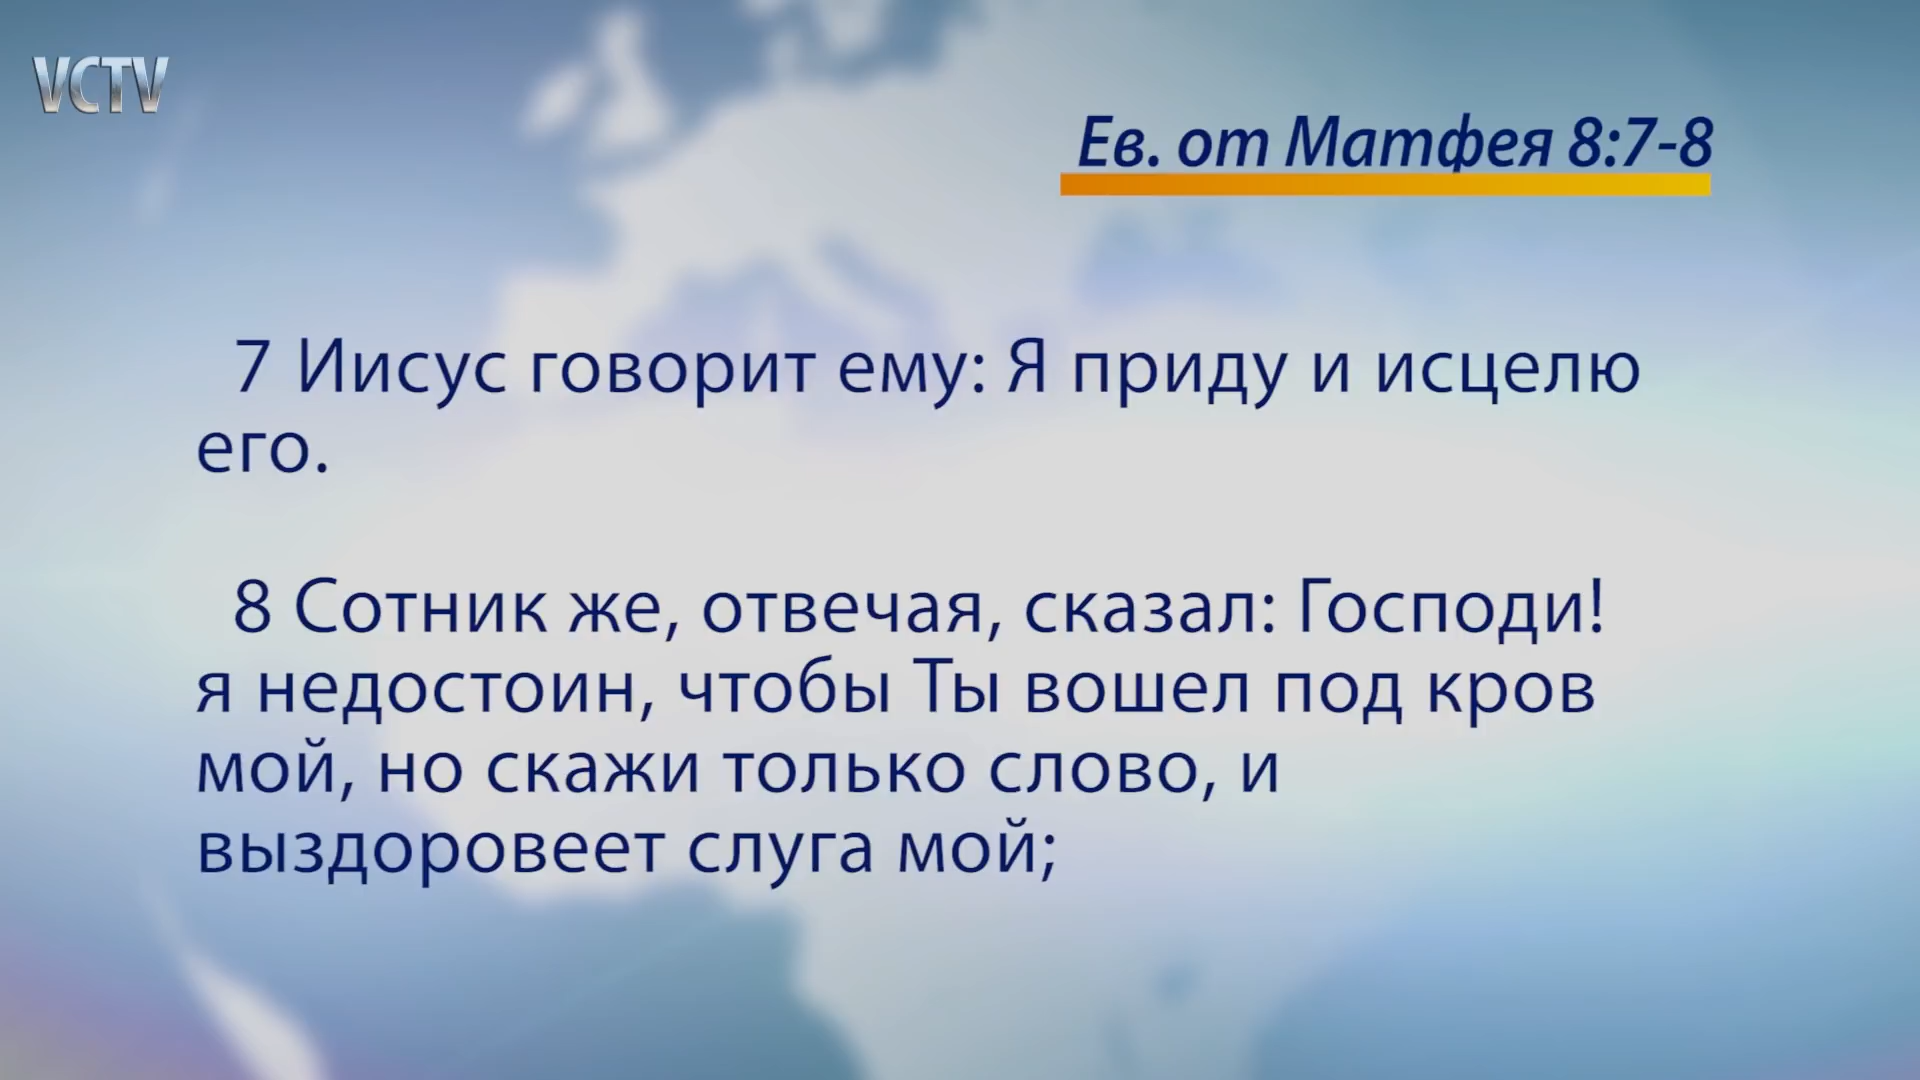 VCTV
Ев. от Матфея 8:7-8
7 Иисус говорит ему: Я приду и исцелю
его.
8 Сотник же, отвечая, сказал: Господи!
я недостоин, чтобы Ты вошел под кров
мой, но скажи только слово, и
выздоровеет слуга мой;